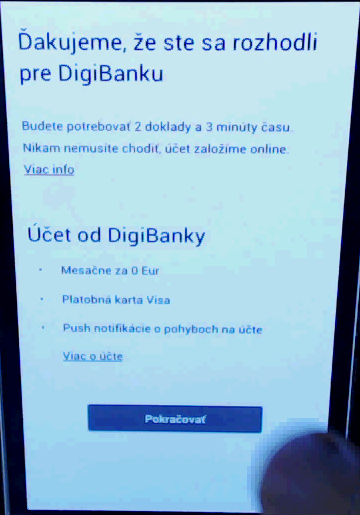 Ďakujeme, že ste sa rozhodli
pre DigiBanku
Budete potrebovať 2 doklady a 3 minúty času.
Nikam nemusíte chodiť, účet založíme online.
Viac info
Účet od DigiBanky
Mesačne za 0 Eur
Platobná karta Visa
Push notifikácie o pohyboch na účte
Viac o účte
Pokračovať